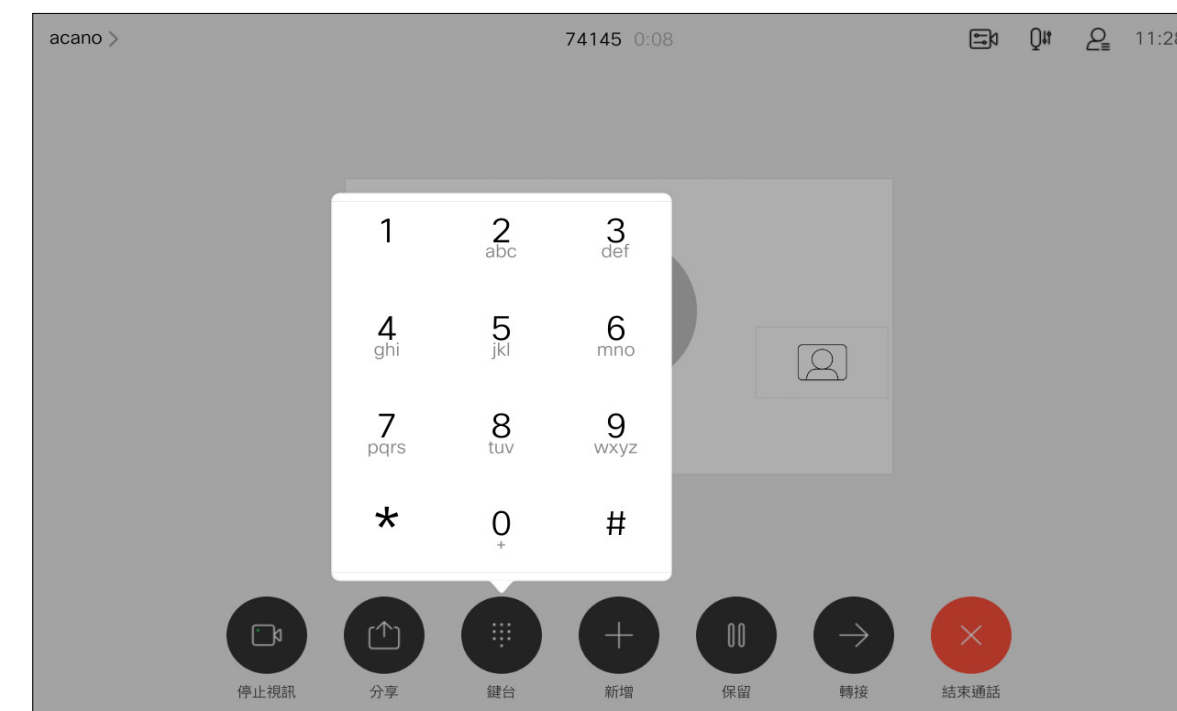 acano >
74145 0:08
11:28
1
2
abc
3
def
4
ghi
5
jkl
6
mno
7
pqrs
8
tuv
9
wxyz
*
0
+
#
停止視訊
分享
鍵台
新增
保留
轉接
結束通話